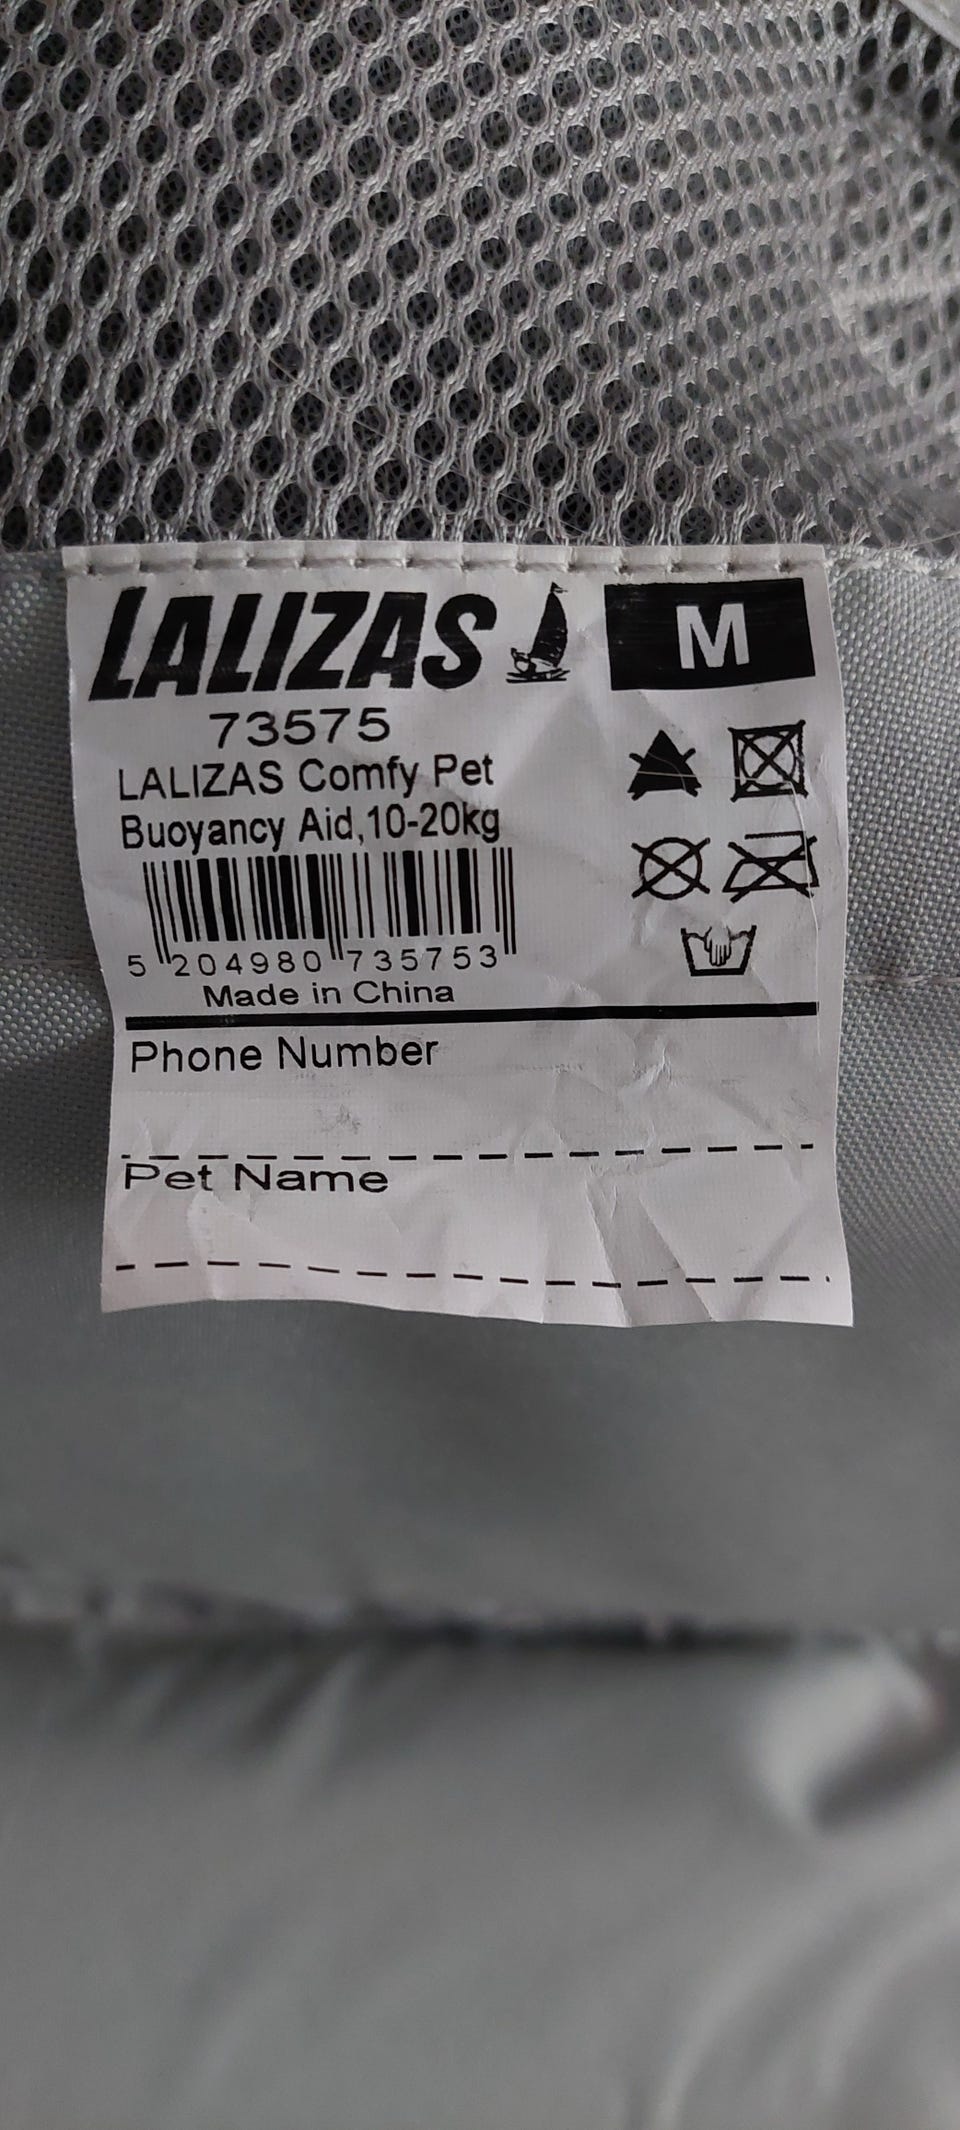 LALIZAS
M
73575
LALIZAS Comfy Pet
Buoyancy Aid,10-20kg
5 204980 735753
Made in China
Phone Number
Pet Name